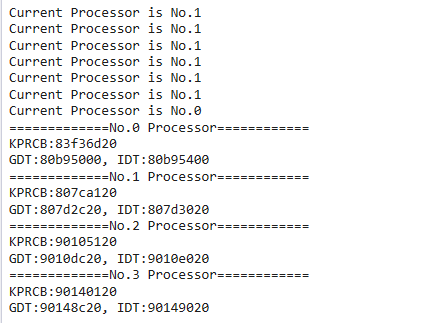 Current Processor is No.1
Current Processor is No.1
Current Processor is No.1
Current Processor is No.1
Current Processor is No.1
Current Processor is No.1
Current Processor is No.0
=============No.0 Processor============
KPRCB:83f36d20
GDT:80b95000, IDT:80b95400
=============No.1 Processor============
KPRCB:807ca120
GDT:807d2c20, IDT:807d3020
=============No.2 Processor============
KPRCB:90105120
GDT:9010dc20, IDT:9010e020
=============No.3 Processor============
KPRCB:90140120
GDT:90148c20, IDT:90149020